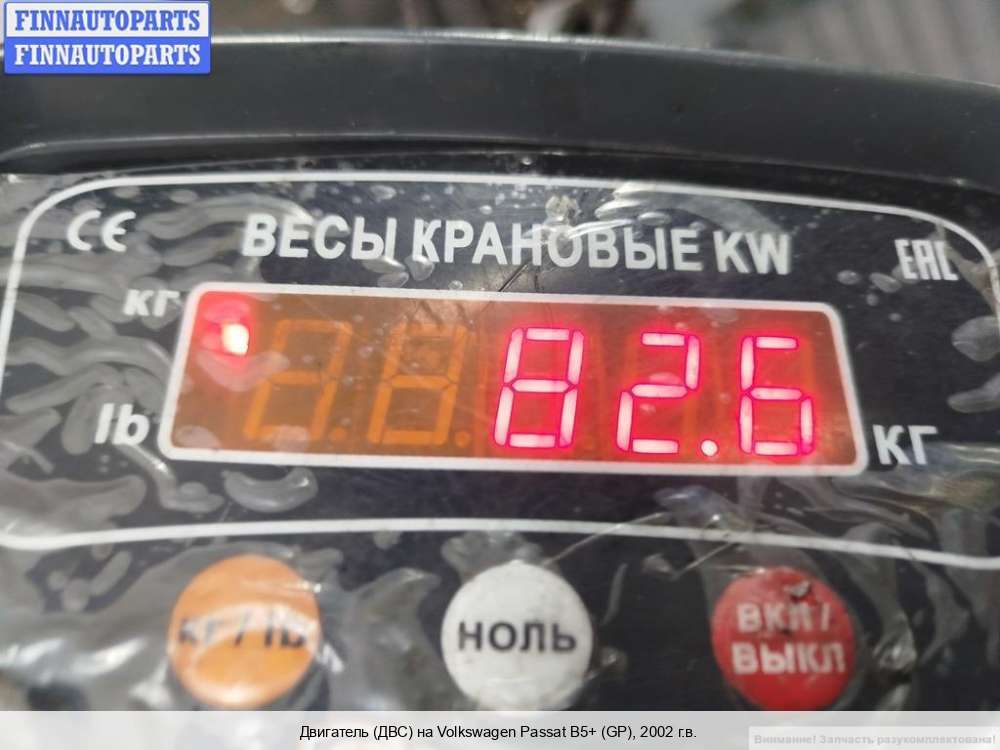 FINNAUTOPARTS
FINNAUTOPARTS
CE
ВЕСЫ КРАНОВЫЕ KW
EAC
кг
82.6
lb
кг
кг / lb
НОЛЬ
ВКЛ /
ВЫКЛ
Двигатель (ДВС) на Volkswagen Passat B5+ (GP), 2002 г.в.
Внимание! Запчасть разукомплектована!